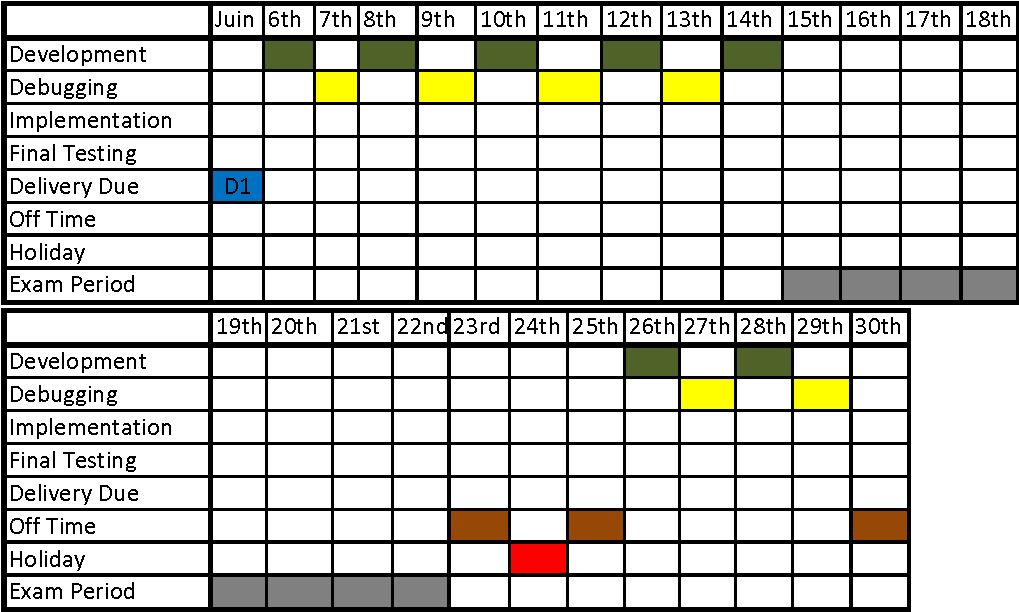 Juin 6th 7th 8th 9th 10th 11th 12th 13th 14th 15th 16th 17th 18th
Development
Debugging
Implementation
Final Testing
Delivery Due D1
Off Time
Holiday
Exam Period
19th 20th 21st 22nd 23rd 24th 25th 26th 27th 28th 29th 30th
Development
Debugging
Implementation
Final Testing
Delivery Due
Off Time
Holiday
Exam Period